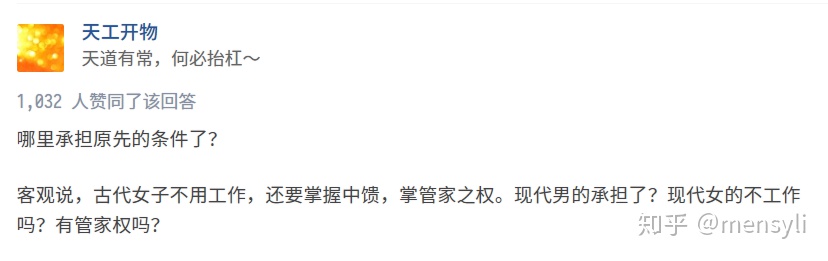 天工开物
天道有常，何必抬杠～
1,032 人赞同了该回答
哪里承担原先的条件了？
客观说，古代女子不用工作，还要掌握中馈，掌管家之权。现代男的承担了？现代女的不工作
吗？有管家权吗？
知乎 @mensyli